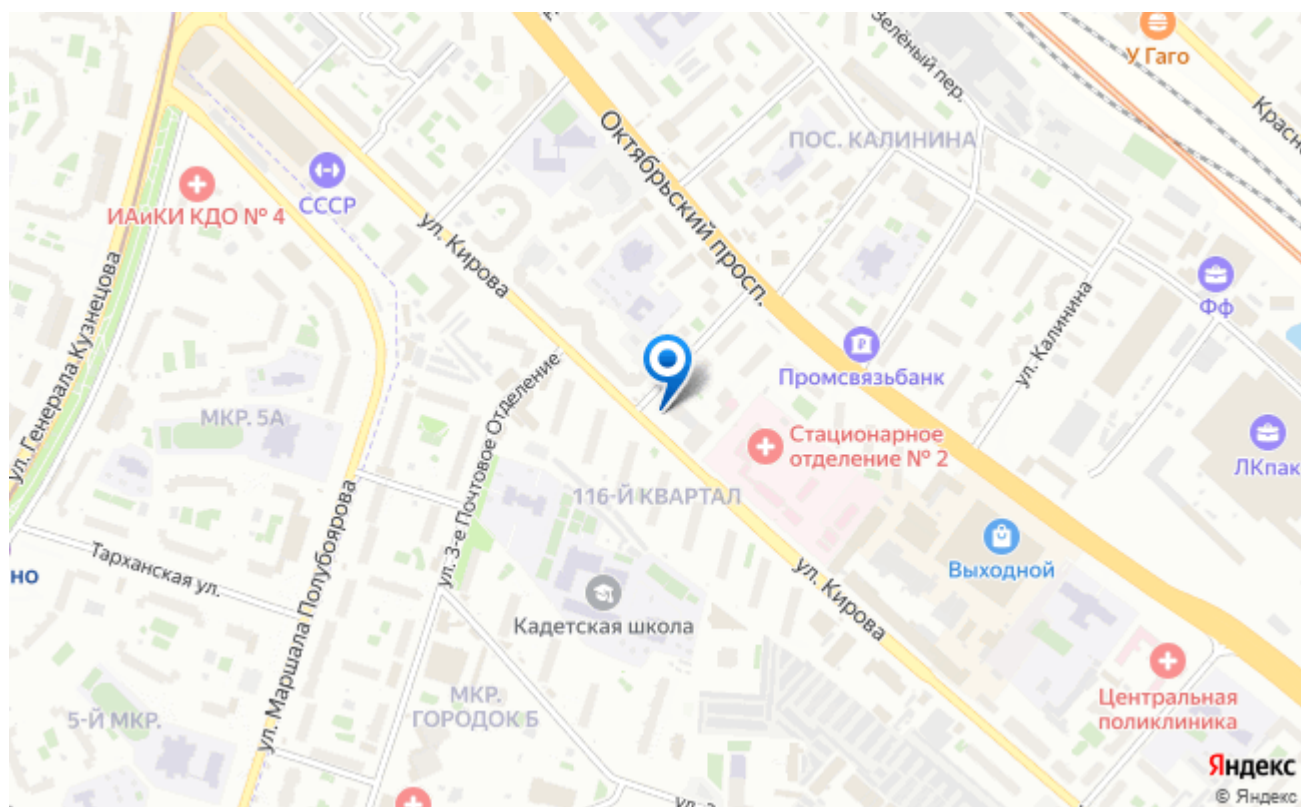 Зелёный пер.
У Гаго
Красн
Октябрьский просп.
ПОС. КАЛИНИНА
ИАиКИ КДО № 4
СССР
ул. Кирова
ул. Генерала Кузнецова
Фф
ул. Калинина
Промсвязьбанк
МКР. 5А
ул. 3-е Почтовое Отделение
Стационарное
отделение № 2
ЛКпак
116-Й КВАРТАЛ
Выходной
но
Тарханская ул.
ул. Маршала Полубоярова
ул. Кирова
Кадетская школа
МКР.
ГОРОДОК Б
5-Й МКР.
Центральная
поликлиника
Яндекс
© Яндекс